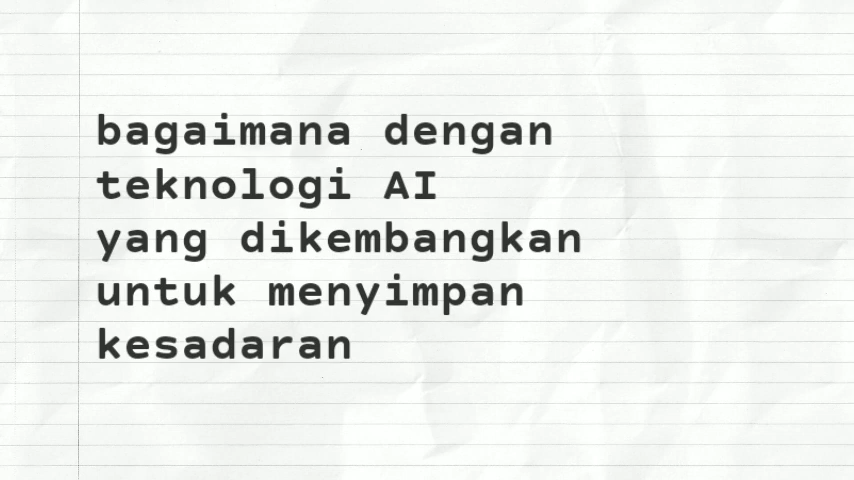 bagaimana dengan
teknologi AI
yang dikembangkan
untuk menyimpan
kesadaran